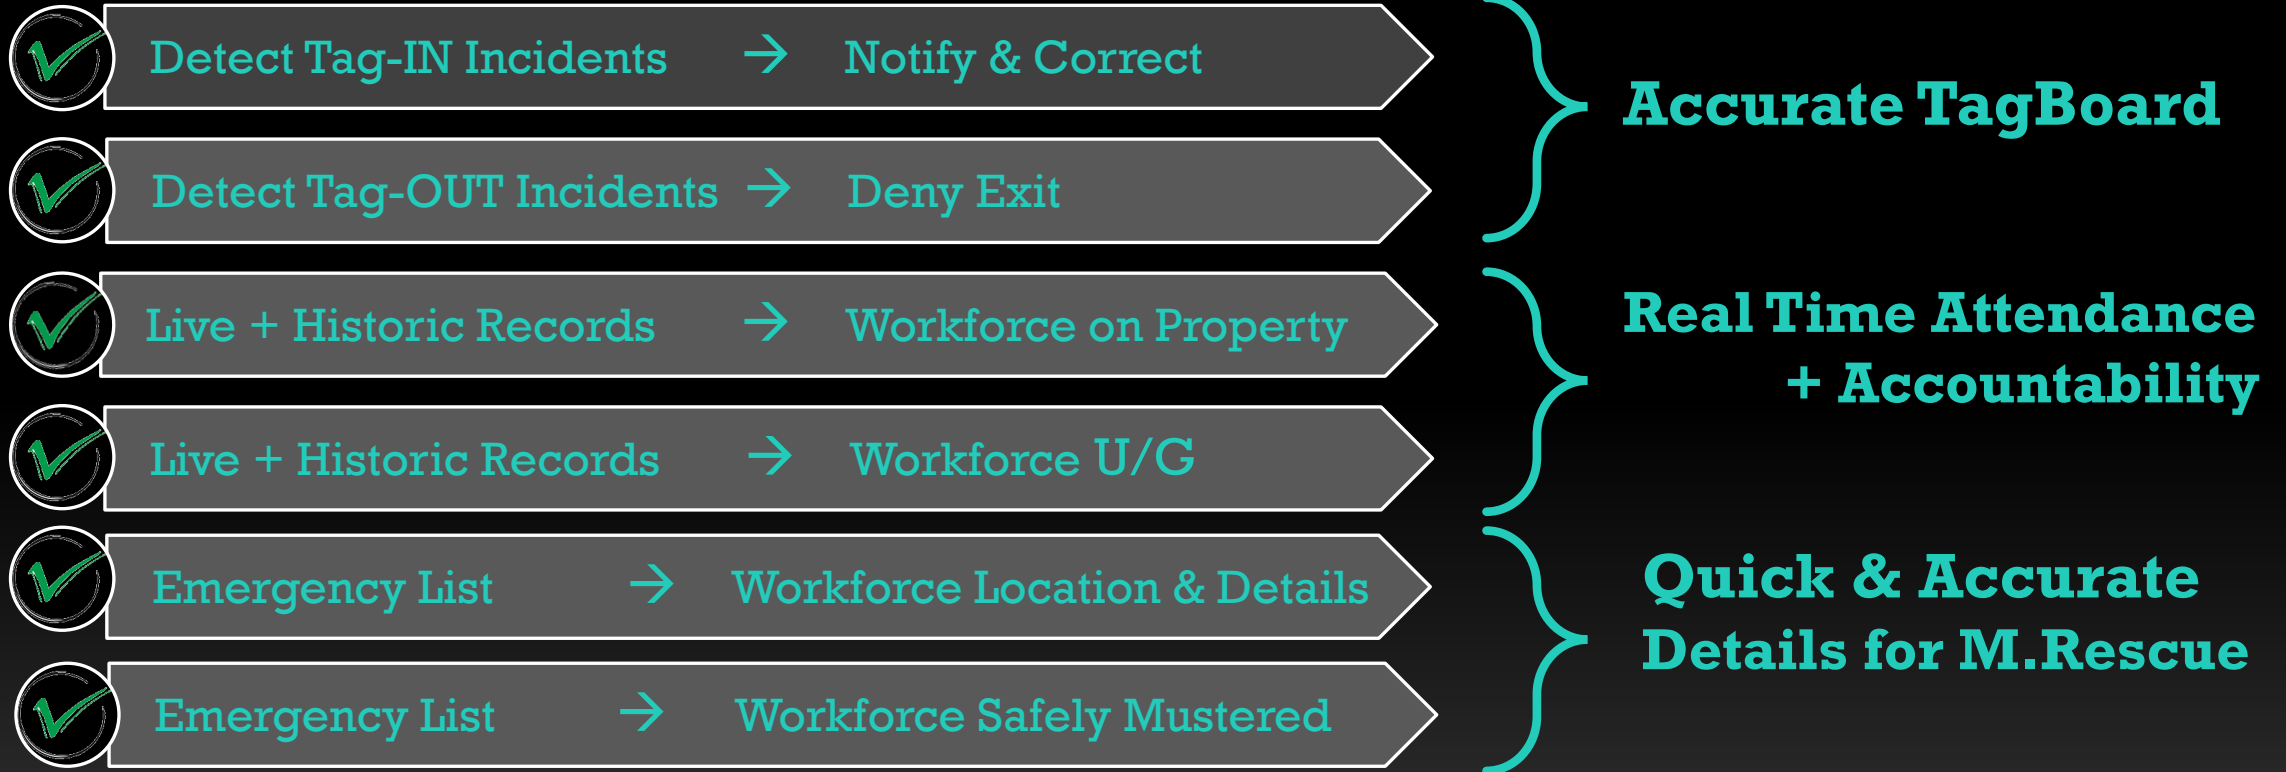 Detect Tag-IN Incidents → Notify & Correct
Detect Tag-OUT Incidents → Deny Exit
Accurate TagBoard
Live + Historic Records → Workforce on Property
Live + Historic Records → Workforce U/G
Real Time Attendance
+ Accountability
Emergency List → Workforce Location & Details
Emergency List → Workforce Safely Mustered
Quick & Accurate
Details for M.Rescue